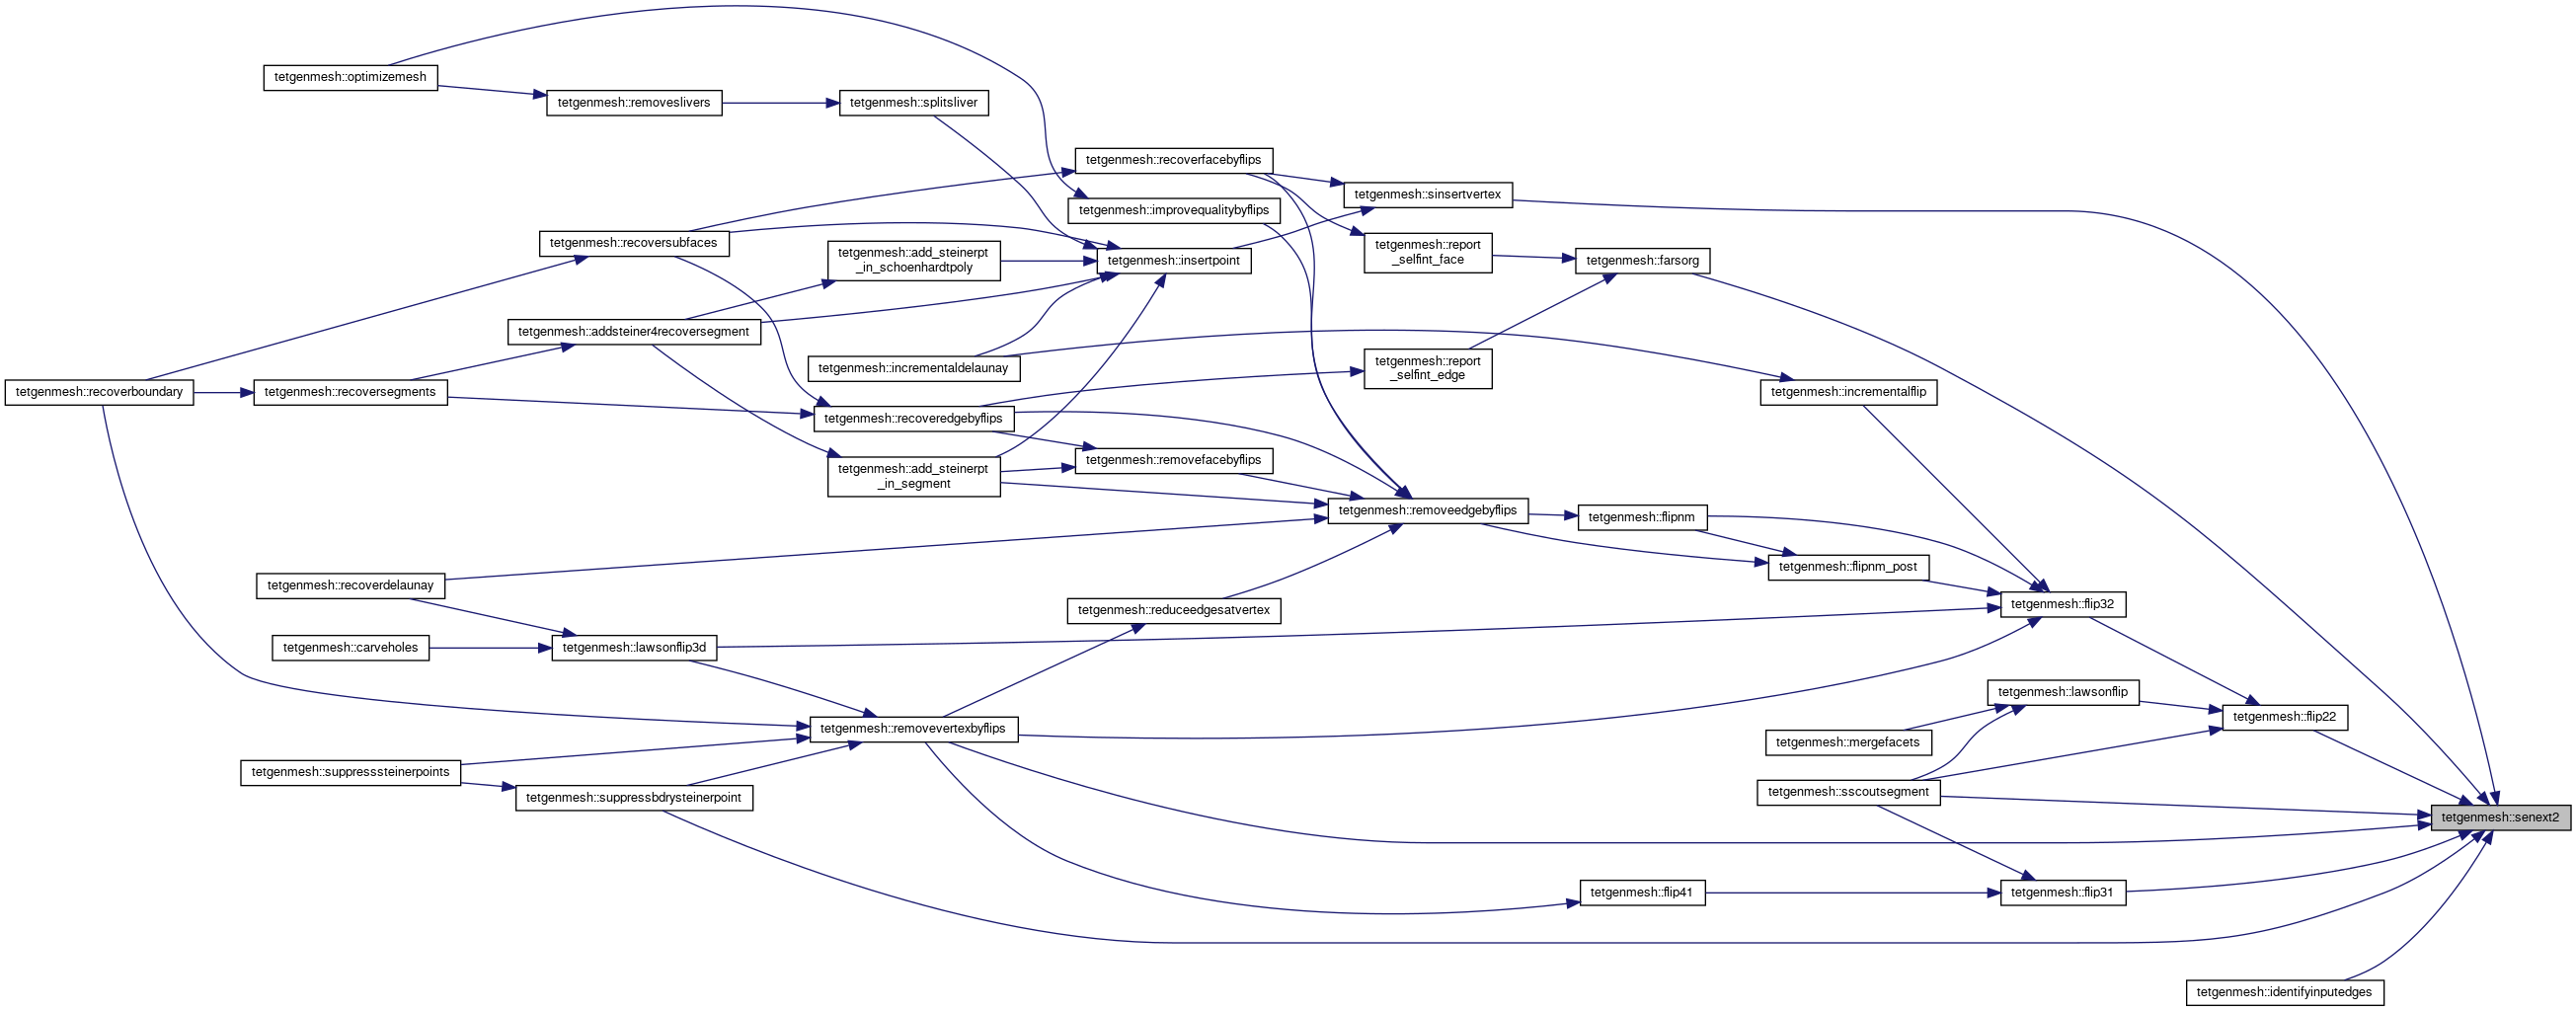 tetgenmesh::optimizemesh
tetgenmesh::removeslivers
tetgenmesh::splitsliver
tetgenmesh::recoverfacebyflips
tetgenmesh::sinsertvertex
tetgenmesh::improvequalitybyflips
tetgenmesh::recoversubfaces
tetgenmesh::add_steinerpt
_in_schoenhardtpoly
tetgenmesh::insertpoint
tetgenmesh::report
_selfint_face
tetgenmesh::farsorg
tetgenmesh::addsteiner4recoversegment
tetgenmesh::incrementaldelaunay
tetgenmesh::report
_selfint_edge
tetgenmesh::recoverboundary
tetgenmesh::recoversegments
tetgenmesh::incrementalflip
tetgenmesh::recoveredgebyflips
tetgenmesh::removefacebyflips
tetgenmesh::add_steinerpt
_in_segment
tetgenmesh::removeedgebyflips
tetgenmesh::flipnm
tetgenmesh::flipnm_post
tetgenmesh::recoverdelaunay
tetgenmesh::reduceedgesatvertex
tetgenmesh::flip32
tetgenmesh::carveholes
tetgenmesh::lawsonflip3d
tetgenmesh::lawsonflip
tetgenmesh::removevertexbyflips
tetgenmesh::flip22
tetgenmesh::mergefacets
tetgenmesh::suppresssteinerpoints
tetgenmesh::suppressbdrysteinerpoint
tetgenmesh::sscoutsegment
tetgenmesh::senext2
tetgenmesh::flip41
tetgenmesh::flip31
tetgenmesh::identifyinputedges